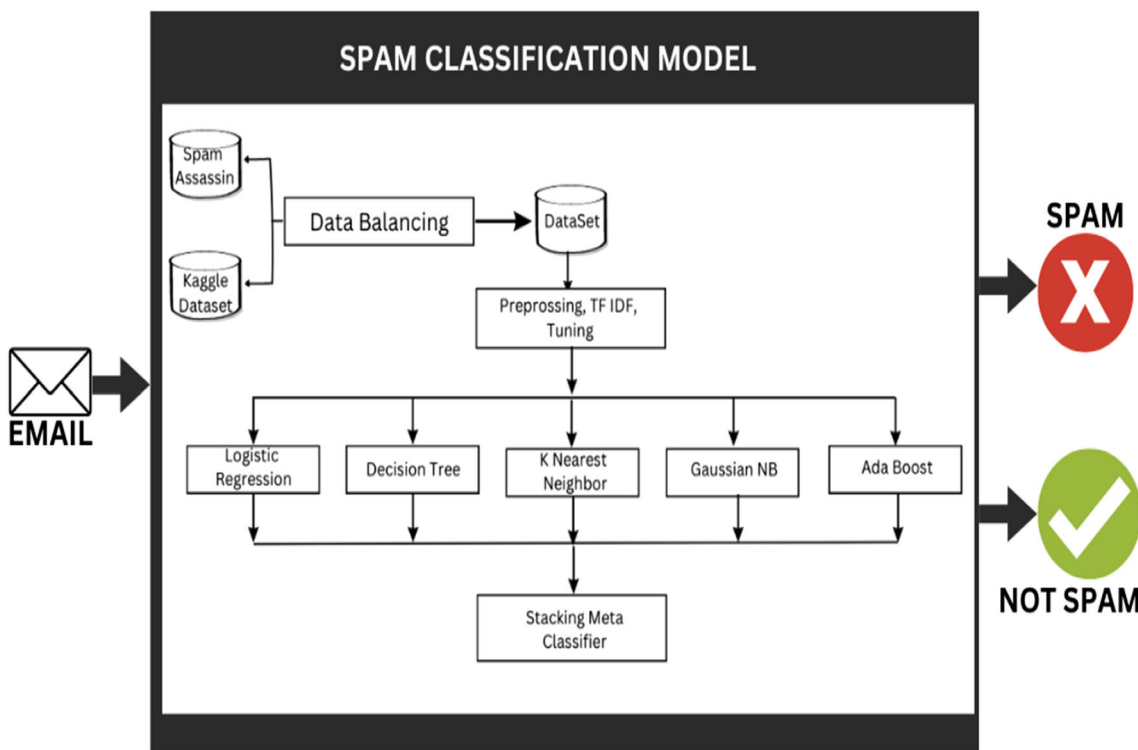 SPAM CLASSIFICATION MODEL
Spam
Assassin
Data Balancing
DataSet
Kaggle
Dataset
Preprossing, TF IDF,
Tuning
Logistic
Regression
Decision Tree
K Nearest
Neighbor
Gaussian NB
Ada Boost
Stacking Meta
Classifier
EMAIL
SPAM
X
NOT SPAM